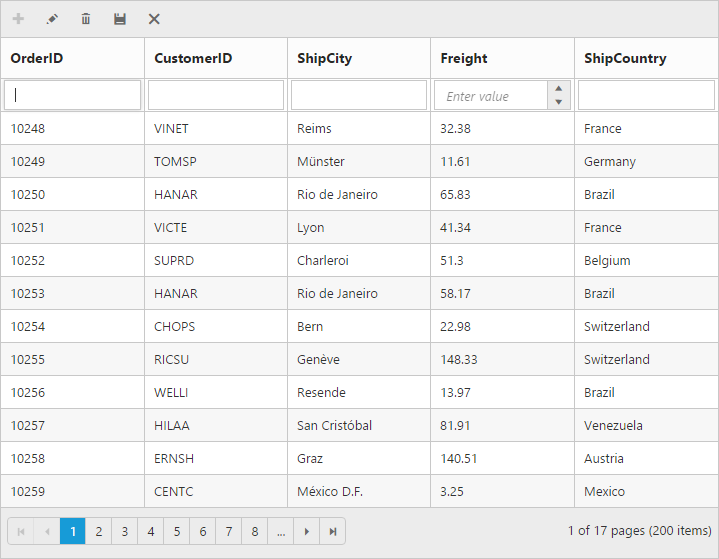 OrderID CustomerID ShipCity Freight ShipCountry
Enter value
10248 VINET Reims 32.38 France
10249 TOMSP Münster 11.61 Germany
10250 HANAR Rio de Janeiro 65.83 Brazil
10251 VICTE Lyon 41.34 France
10252 SUPRD Charleroi 51.3 Belgium
10253 HANAR Rio de Janeiro 58.17 Brazil
10254 CHOPS Bern 22.98 Switzerland
10255 RICSU Genève 148.33 Switzerland
10256 WELLI Resende 13.97 Brazil
10257 HILAA San Cristóbal 81.91 Venezuela
10258 ERNSH Graz 140.51 Austria
10259 CENTC México D.F. 3.25 Mexico
1 2 3 4 5 6 7 8 ... 1 of 17 pages (200 items)